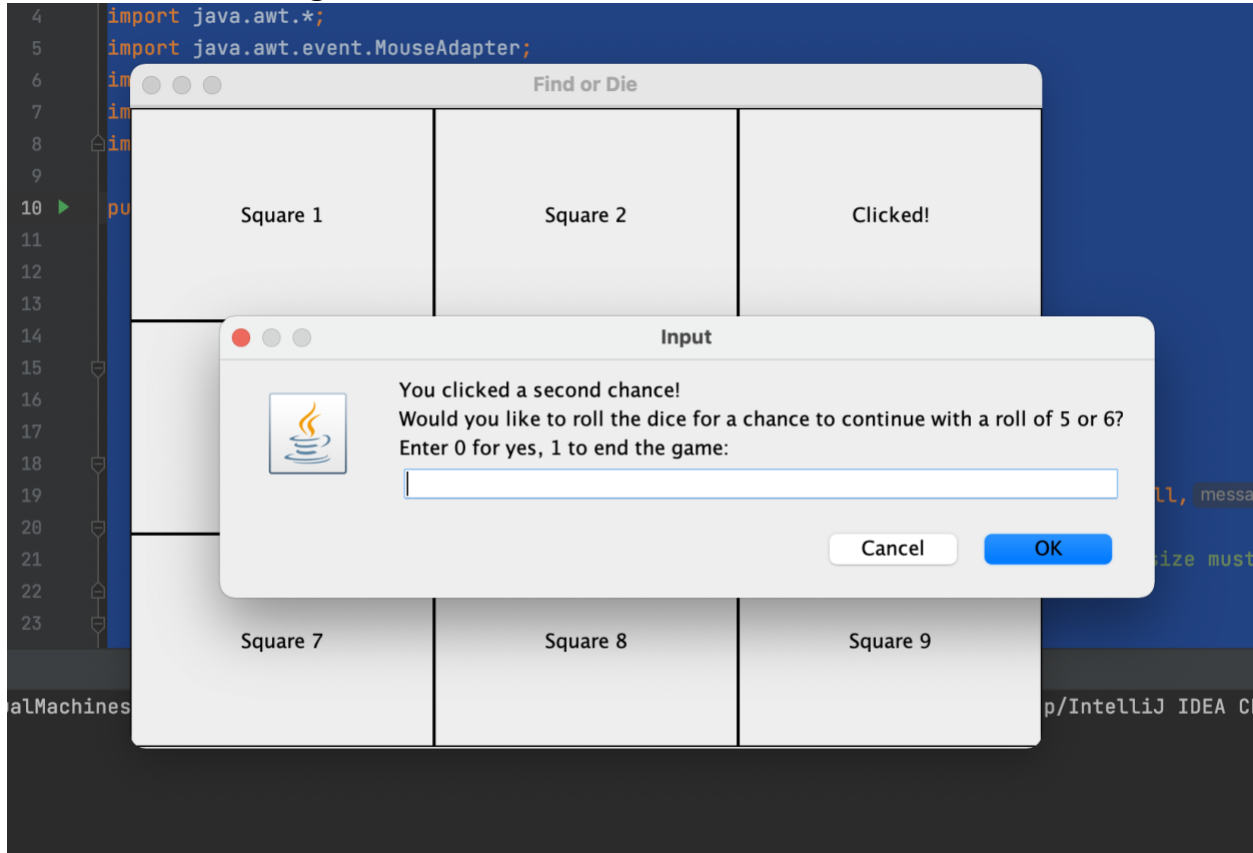 4 import java.awt.*;
5 import java.awt.event.MouseAdapter;
6 im
Find or Die
7 im
8 im
9
10 pu
Square 1 Square 2 Clicked!
11
12
13
14
Input
15
You clicked a second chance!
16
Would you like to roll the dice for a chance to continue with a roll of 5 or 6?
17
Enter 0 for yes, 1 to end the game:
18
19 ll, messa
20
Cancel OK
21 size must
22
23
Square 7 Square 8 Square 9
alMachines p/IntelliJ IDEA C